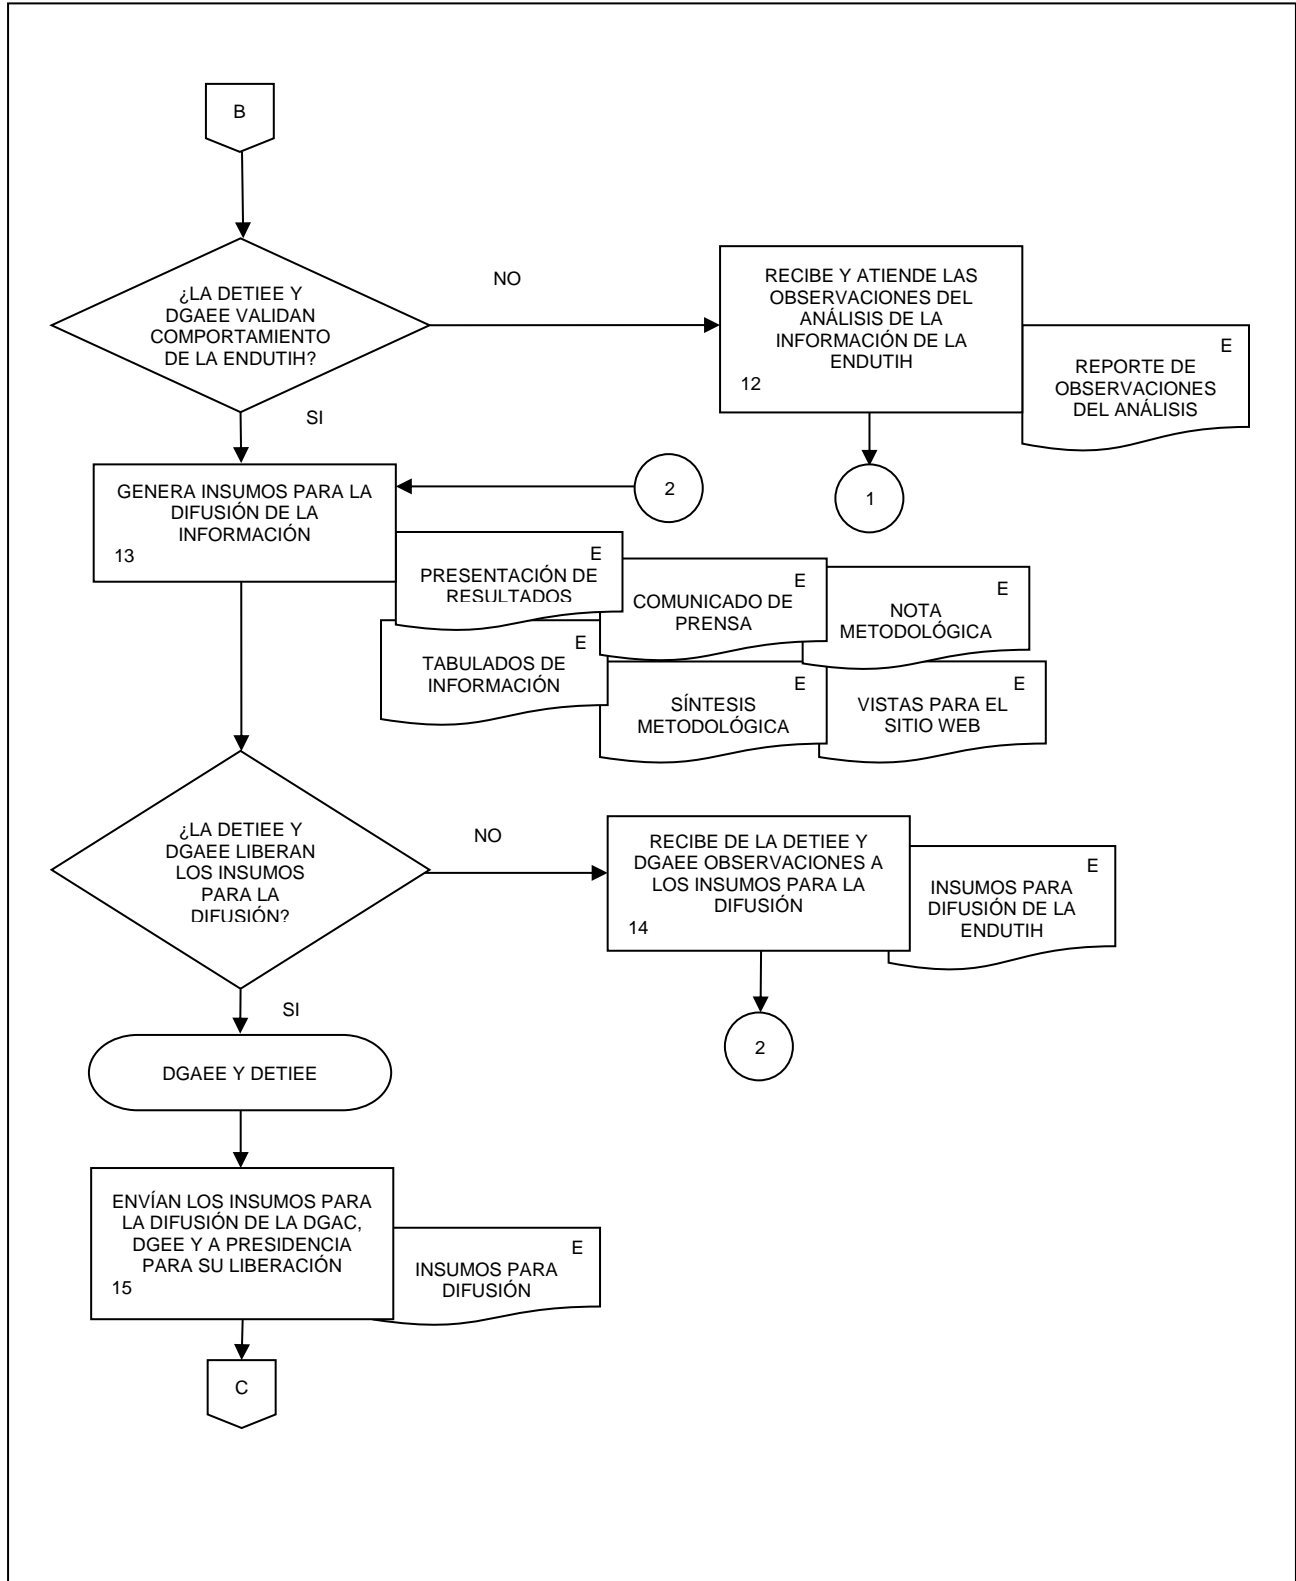 B
¿LA DETIEE Y
DGAEE VALIDAN
COMPORTAMIENTO
DE LA ENDUTIH?
NO
RECIBE Y ATIENDE LAS
OBSERVACIONES DEL
ANÁLISIS DE LA
INFORMACIÓN DE LA
ENDUTIH
12
E
REPORTE DE
OBSERVACIONES
DEL ANÁLISIS
SI
1
2
GENERA INSUMOS PARA LA
DIFUSIÓN DE LA
INFORMACIÓN
13
E
PRESENTACIÓN DE
RESULTADOS
E
COMUNICADO DE
PRENSA
E
NOTA
METODOLÓGICA
E
TABULADOS DE
INFORMACIÓN
E
SÍNTESIS
METODOLÓGICA
E
VISTAS PARA EL
SITIO WEB
¿LA DETIEE Y
DGAEE LIBERAN
LOS INSUMOS
PARA LA
DIFUSIÓN?
NO
RECIBE DE LA DETIEE Y
DGAEE OBSERVACIONES A
LOS INSUMOS PARA LA
DIFUSIÓN
14
E
INSUMOS PARA
DIFUSIÓN DE LA
ENDUTIH
SI
2
DGAEE Y DETIEE
ENVÍAN LOS INSUMOS PARA
LA DIFUSIÓN DE LA DGAC,
DGEE Y A PRESIDENCIA
PARA SU LIBERACIÓN
15
E
INSUMOS PARA
DIFUSIÓN
C